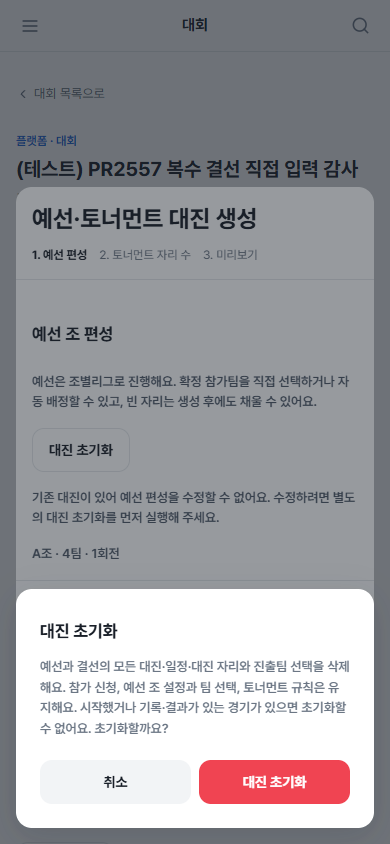 대회
대회 목록으로
플랫폼 · 대회
(테스트) PR2557 복수 결선 직접 입력 감사
예선·토너먼트 대진 생성
1. 예선 편성 2. 토너먼트 자리 수 3. 미리보기
예선 조 편성
예선은 조별리그로 진행해요. 확정 참가팀을 직접 선택하거나 자
동 배정할 수 있고, 빈 자리는 생성 후에도 채울 수 있어요.
대진 초기화
기존 대진이 있어 예선 편성을 수정할 수 없어요. 수정하려면 별도
의 대진 초기화를 먼저 실행해 주세요.
A조 · 4팀 · 1회전
대진 초기화
예선과 결선의 모든 대진·일정·대진 자리와 진출팀 선택을 삭제
해요. 참가 신청, 예선 조 설정과 팀 선택, 토너먼트 규칙은 유
지해요. 시작했거나 기록·결과가 있는 경기가 있으면 초기화할
수 없어요. 초기화할까요?
취소 대진 초기화